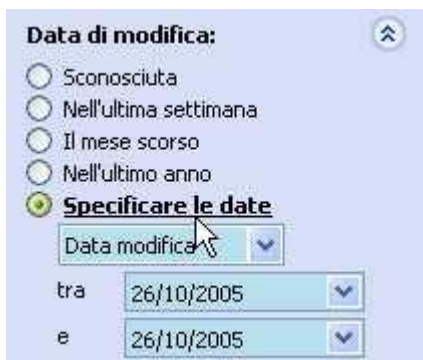 Data di modifica:
Sconosciuta
Nell'ultima settimana
Il mese scorso
Nell'ultimo anno
Specificare le date
Data modifica
tra 26/10/2005
e 26/10/2005